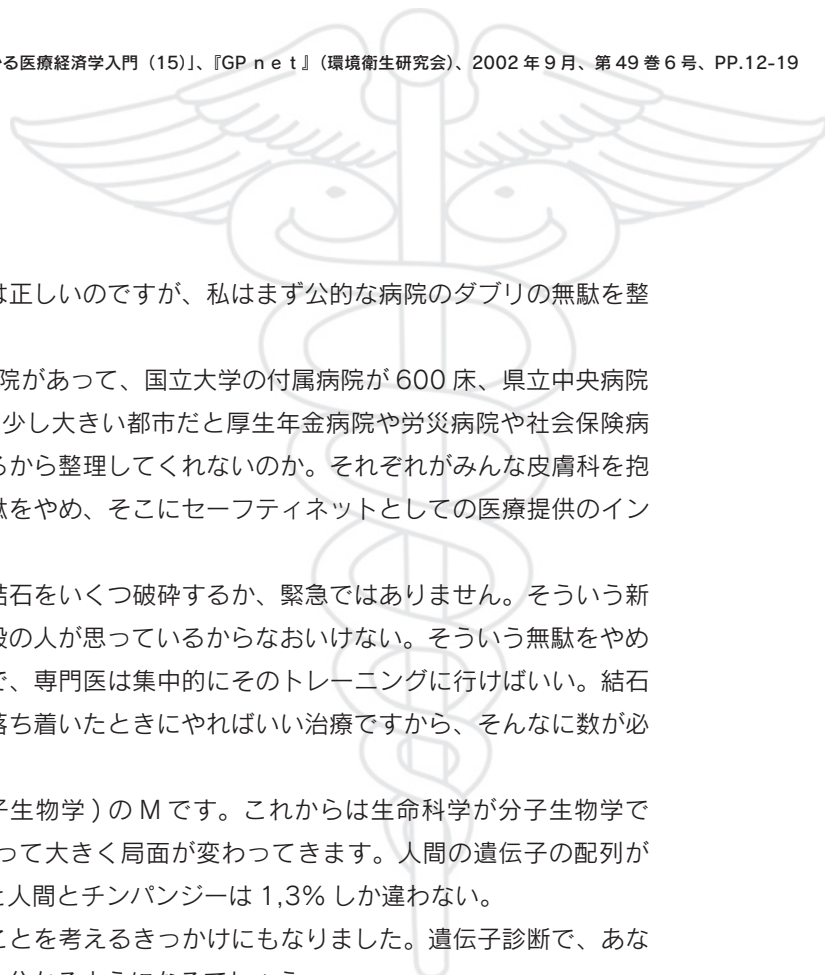 る医療経済学入門（15）」、『GP n e t』（環境衛生研究会）、2002 年 9 月、第 49 巻 6 号、PP.12-19
は正しいのですが、私はまず公的な病院のダブリの無駄を整
院があって、国立大学の付属病院が 600 床、県立中央病院
少し大きい都市だと厚生年金病院や労災病院や社会保険病
るから整理してくれないのか。それぞれがみんな皮膚科を抱
駄をやめ、そこにセーフティネットとしての医療提供のイン
結石をいくつ破砕するか、緊急ではありません。そういう新
般の人が思っているからなおいけない。そういう無駄をやめ
で、専門医は集中的にそのトレーニングに行けばいい。結石
落ち着いたときにやればいい治療ですから、そんなに数が必
子生物学 ) の M です。これからは生命科学が分子生物学で
って大きく局面が変わってきます。人間の遺伝子の配列が
と人間とチンパンジーは 1,3% しか違わない。
ことを考えるきっかけにもなりました。遺伝子診断で、あな
分かるようになるでしょう